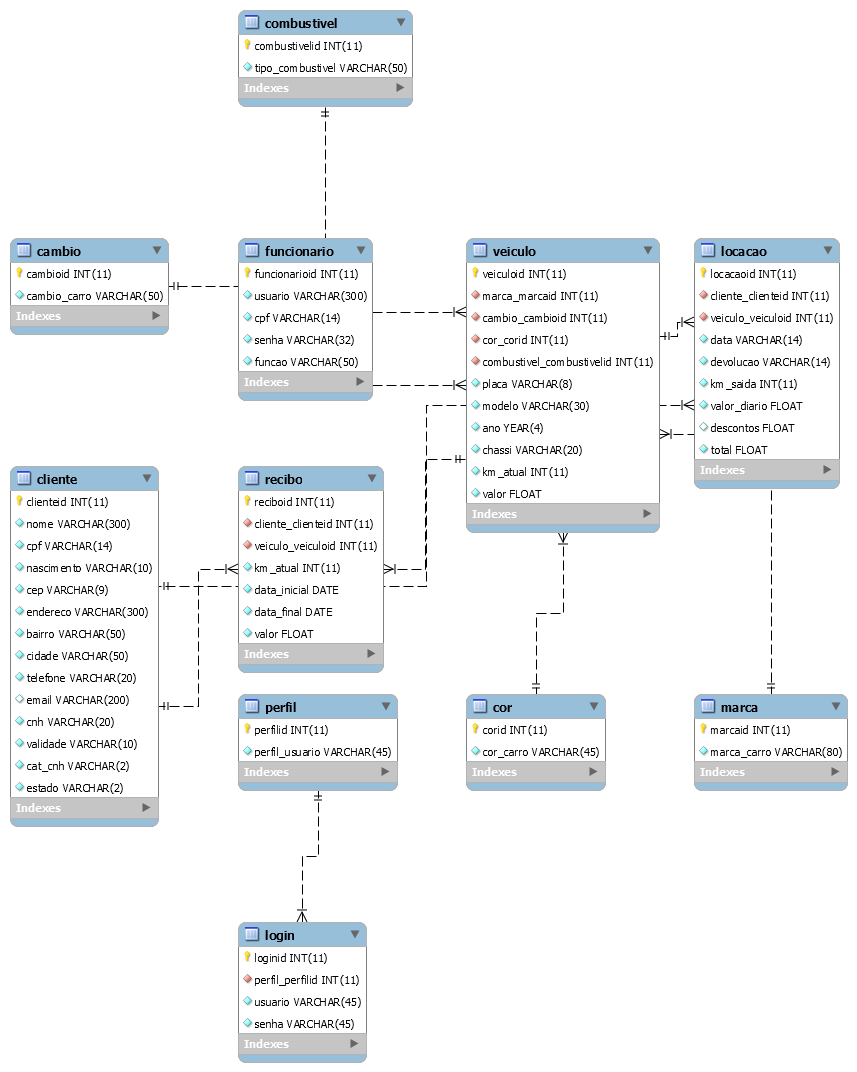 combustivel
combustivelid INT(11)
tipo_combustivel VARCHAR(50)
Indexes
cambio
cambioid INT(11)
cambio_carro VARCHAR(50)
Indexes
funcionario
funcionarioid INT(11)
usuario VARCHAR(300)
cpf VARCHAR(14)
senha VARCHAR(32)
funcao VARCHAR(50)
Indexes
veiculo
veiculoid INT(11)
marca_marcaid INT(11)
cambio_cambioid INT(11)
cor_corid INT(11)
combustivel_combustivelid INT(11)
placa VARCHAR(8)
modelo VARCHAR(30)
ano YEAR(4)
chassi VARCHAR(20)
km_atual INT(11)
valor FLOAT
Indexes
locacao
locacaoid INT(11)
cliente_clienteid INT(11)
veiculo_veiculoid INT(11)
data VARCHAR(14)
devolucao VARCHAR(14)
km_saida INT(11)
valor_diario FLOAT
descontos FLOAT
total FLOAT
Indexes
cliente
clienteid INT(11)
nome VARCHAR(300)
cpf VARCHAR(14)
nascimento VARCHAR(10)
cep VARCHAR(9)
endereco VARCHAR(300)
bairro VARCHAR(50)
cidade VARCHAR(50)
telefone VARCHAR(20)
email VARCHAR(200)
cnh VARCHAR(20)
validade VARCHAR(10)
cat_cnh VARCHAR(2)
estado VARCHAR(2)
Indexes
recibo
reciboid INT(11)
cliente_clienteid INT(11)
veiculo_veiculoid INT(11)
km_atual INT(11)
data_inicial DATE
data_final DATE
valor FLOAT
Indexes
perfil
perfilid INT(11)
perfil_usuario VARCHAR(45)
Indexes
cor
corid INT(11)
cor_carro VARCHAR(45)
Indexes
marca
marcaid INT(11)
marca_carro VARCHAR(80)
Indexes
login
loginid INT(11)
perfil_perfilid INT(11)
usuario VARCHAR(45)
senha VARCHAR(45)
Indexes